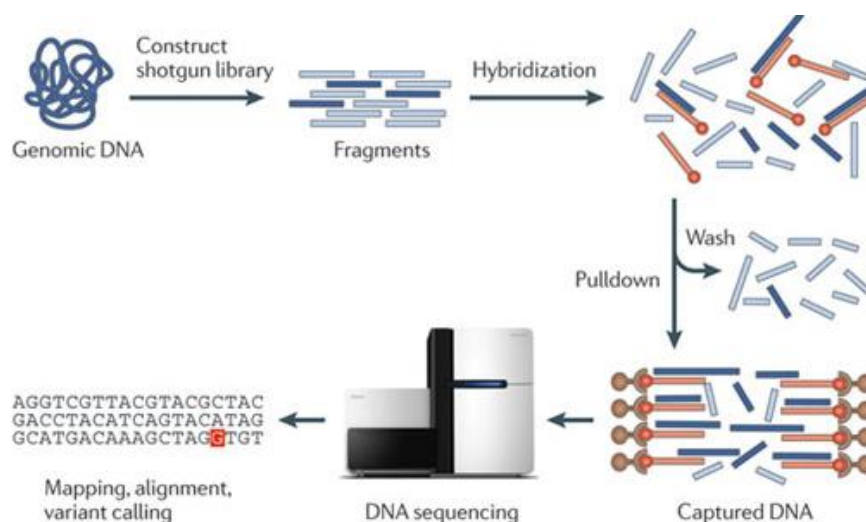 Construct
shotgun library
Hybridization
Genomic DNA
Fragments
Wash
Pulldown
AGGTCGTTACGTACGCTAC
GACCTACATCAGTACATAG
GCATGACAAAGCTAGGTGT
Mapping, alignment,
variant calling
DNA sequencing
Captured DNA